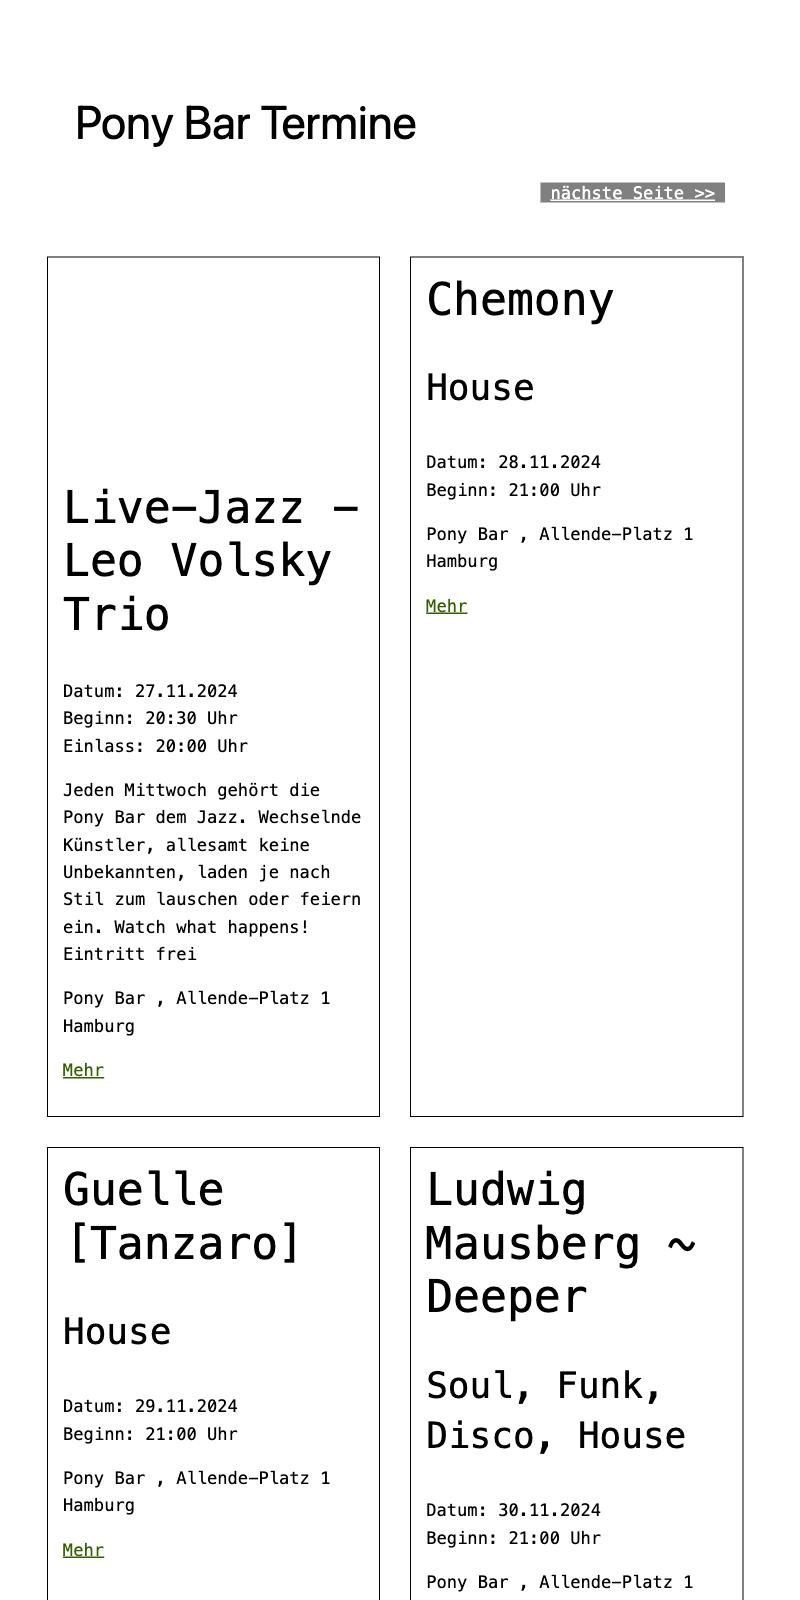 Pony Bar Termine
nächste Seite >>
Live-Jazz –
Leo Volsky
Trio
Datum: 27.11.2024
Beginn: 20:30 Uhr
Einlass: 20:00 Uhr
Jeden Mittwoch gehört die
Pony Bar dem Jazz. Wechselnde
Künstler, allesamt keine
Unbekannten, laden je nach
Stil zum lauschen oder feiern
ein. Watch what happens!
Eintritt frei
Pony Bar , Allende-Platz 1
Hamburg
Mehr
Chemony
House
Datum: 28.11.2024
Beginn: 21:00 Uhr
Pony Bar , Allende-Platz 1
Hamburg
Mehr
Guelle
[Tanzaro]
House
Datum: 29.11.2024
Beginn: 21:00 Uhr
Pony Bar , Allende-Platz 1
Hamburg
Mehr
Ludwig
Mausberg ~
Deeper
Soul, Funk,
Disco, House
Datum: 30.11.2024
Beginn: 21:00 Uhr
Pony Bar , Allende-Platz 1